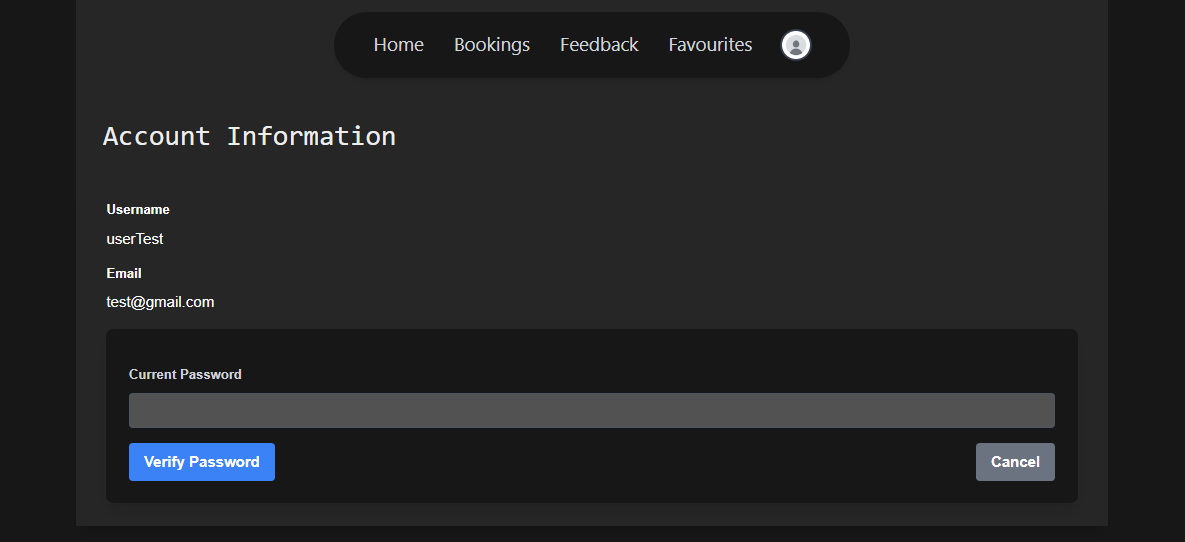 Home Bookings Feedback Favourites
Account Information
Username
userTest
Email
test@gmail.com
Current Password
Verify Password Cancel